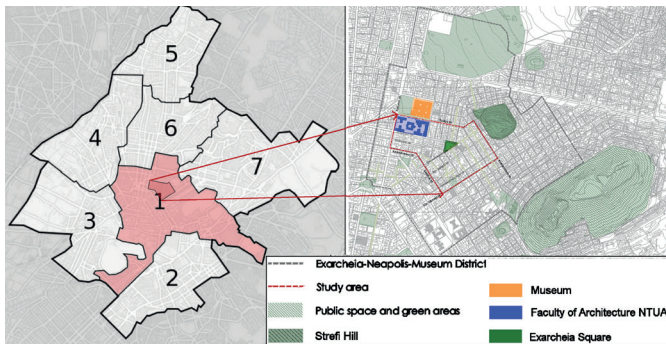 5
4
6
7
1
3
2
Exarcheia-Neapolis-Museum District
Study area
Public space and green areas
Strefi Hill
Museum
Faculty of Architecture NTUA
Exarcheia Square